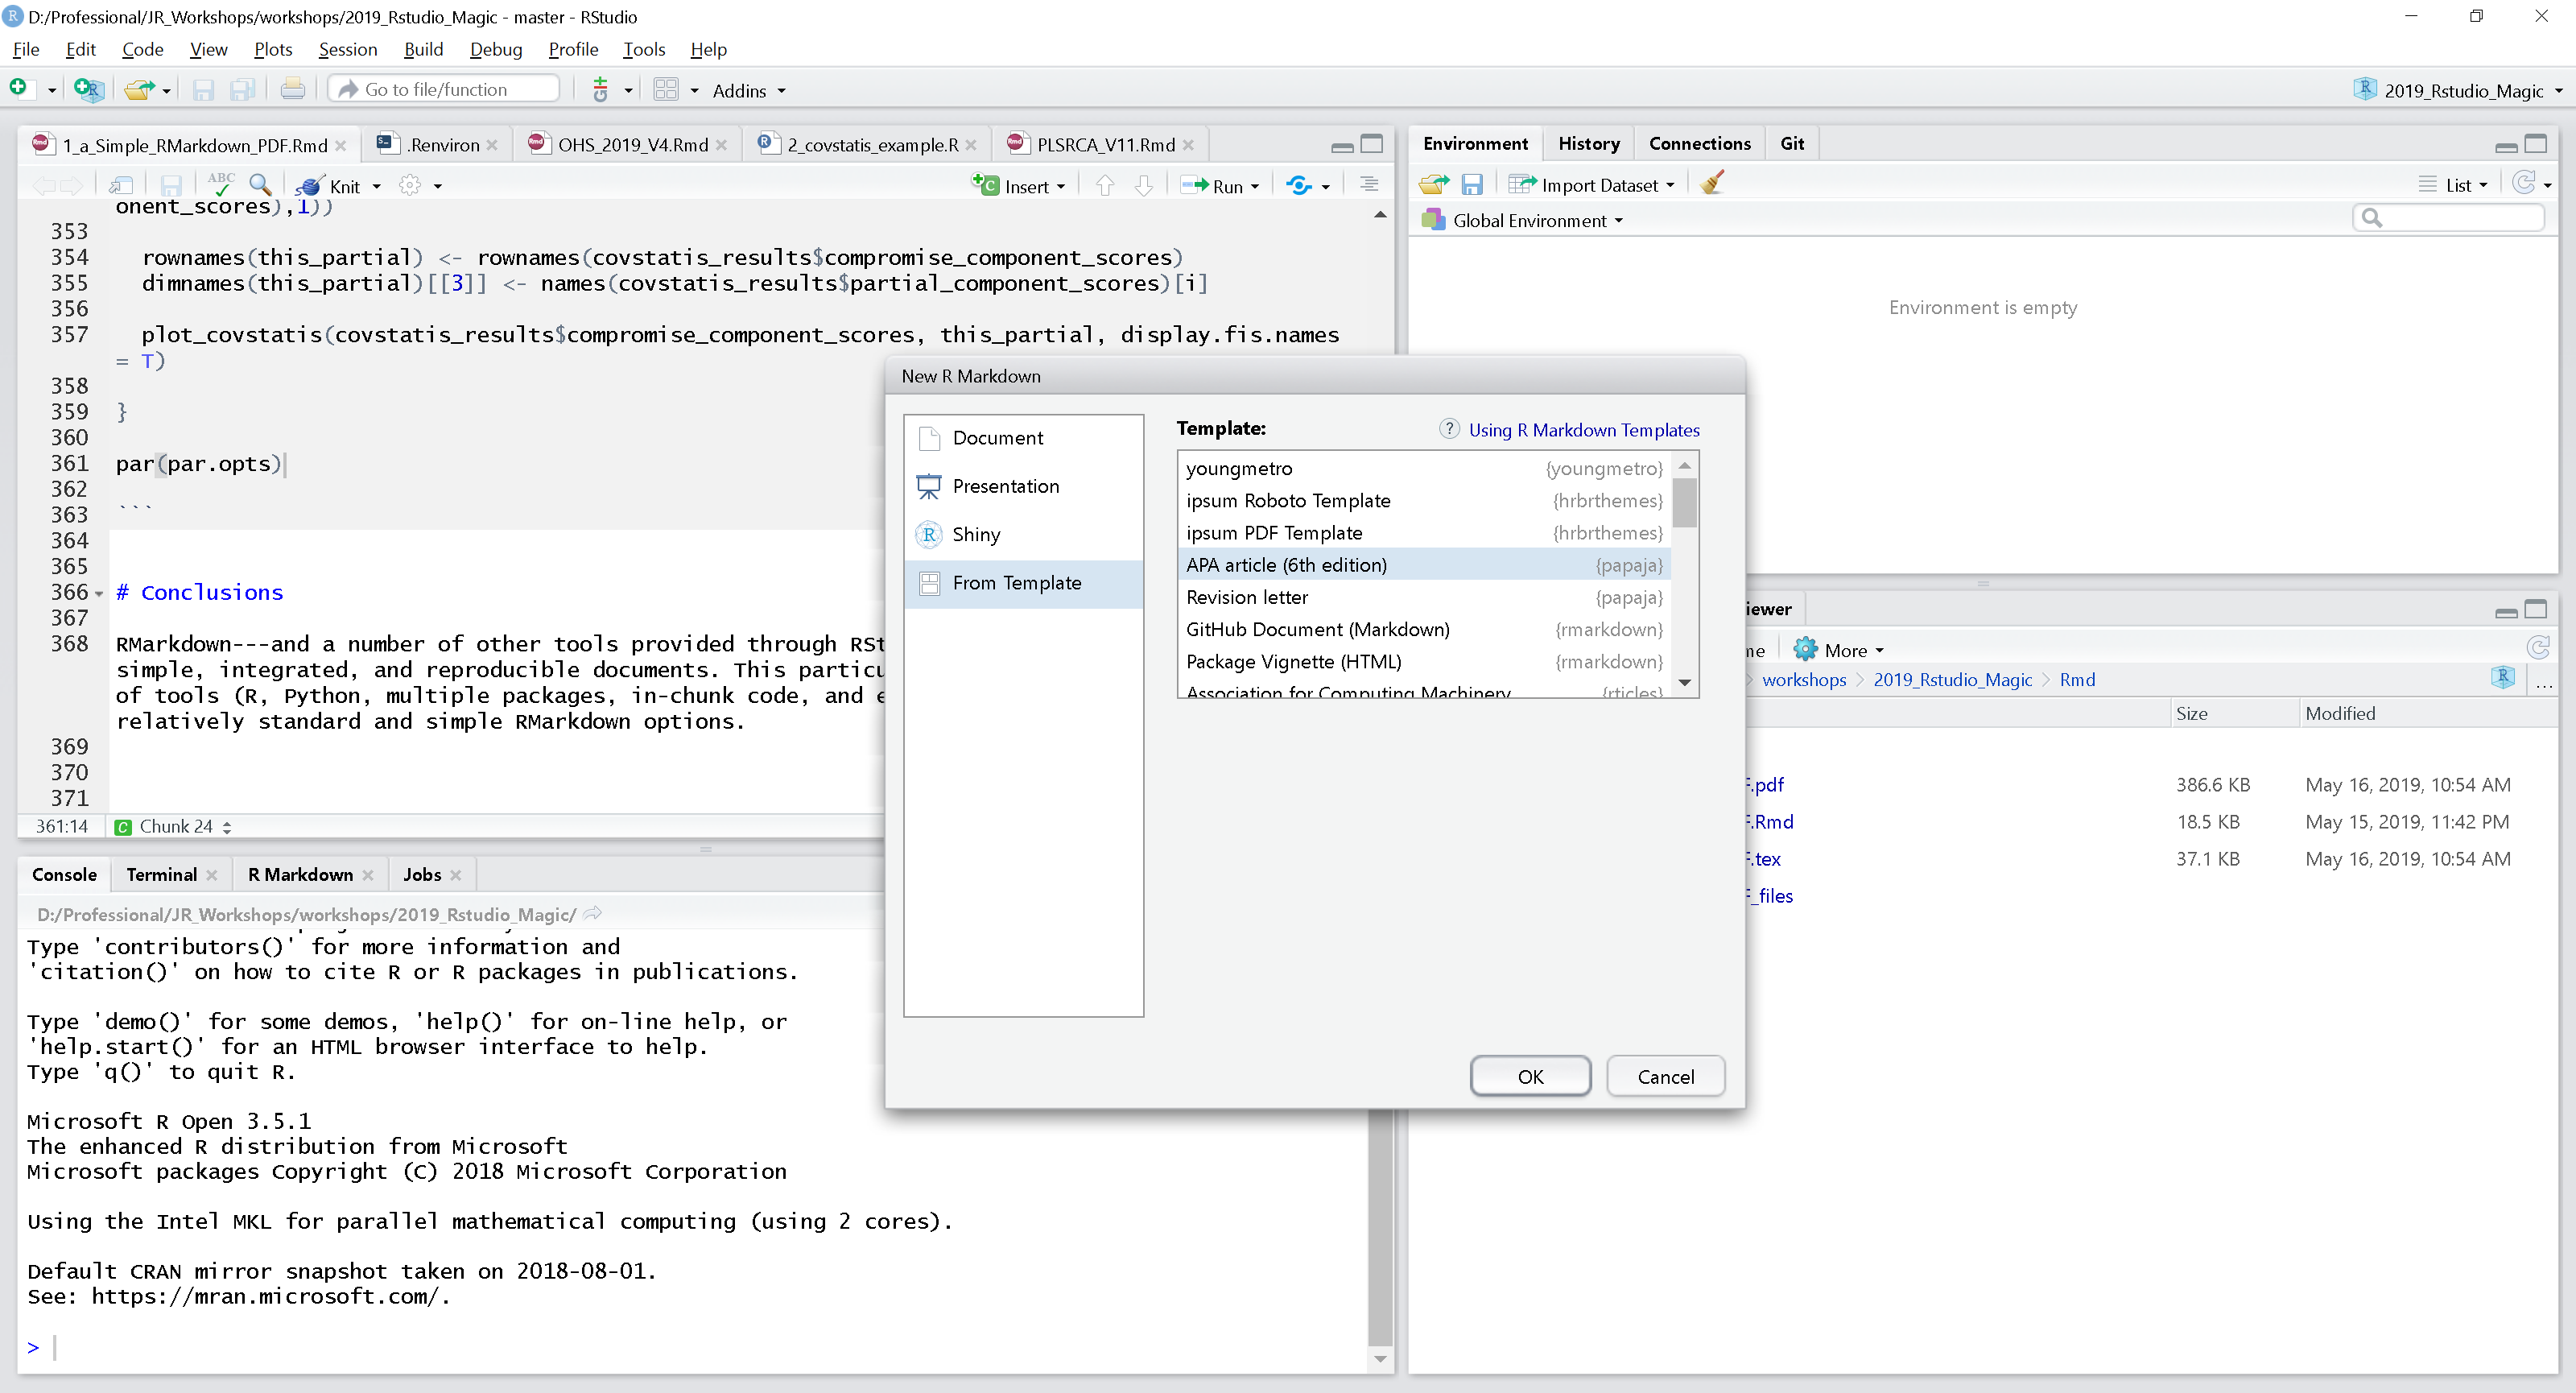 D:/Professional/JR_Workshops/workshops/2019_Rstudio_Magic - master - RStudio
File Edit Code View Plots Session Build Debug Profile Tools Help
Go to file/function Addins 2019_Rstudio_Magic
1_a_Simple_RMarkdown_PDF.Rmd .Renviron OHS_2019_V4.Rmd 2_covstatis_example.R PLSRCA_V11.Rmd
ABC Knit Insert Run
onent_scores),1))
353
354 rownames(this_partial) <- rownames(covstatis_results$compromise_component_scores)
355 dimnames(this_partial)[[3]] <- names(covstatis_results$partial_component_scores)[i]
356
357 plot_covstatis(covstatis_results$compromise_component_scores, this_partial, display.fis.names
= T)
358
359 }
360
361 par(par.opts)
362
363 ```
364
365
366 # Conclusions
367
368 RMarkdown---and a number of other tools provided through RSt
simple, integrated, and reproducible documents. This particu
of tools (R, Python, multiple packages, in-chunk code, and e
relatively standard and simple RMarkdown options.
369
370
371
361:14 Chunk 24
Console Terminal R Markdown Jobs
D:/Professional/JR_Workshops/workshops/2019_Rstudio_Magic/
Type 'contributors()' for more information and
'citation()' on how to cite R or R packages in publications.
Type 'demo()' for some demos, 'help()' for on-line help, or
'help.start()' for an HTML browser interface to help.
Type 'q()' to quit R.
Microsoft R Open 3.5.1
The enhanced R distribution from Microsoft
Microsoft packages Copyright (C) 2018 Microsoft Corporation
Using the Intel MKL for parallel mathematical computing (using 2 cores).
Default CRAN mirror snapshot taken on 2018-08-01.
See: https://mran.microsoft.com/.
>
New R Markdown
Document
Presentation
Shiny
From Template
Template: Using R Markdown Templates
youngmetro {youngmetro}
ipsum Roboto Template {hrbrthemes}
ipsum PDF Template {hrbrthemes}
APA article (6th edition) {papaja}
Revision letter {papaja}
GitHub Document (Markdown) {rmarkdown}
Package Vignette (HTML) {rmarkdown}
Association for Computing Machinery {rticles}
OK Cancel
Environment History Connections Git
Import Dataset List
Global Environment
Environment is empty
iewer
me More
workshops 2019_Rstudio_Magic Rmd ...
Size Modified
F.pdf 386.6 KB May 16, 2019, 10:54 AM
F.Rmd 18.5 KB May 15, 2019, 11:42 PM
F.tex 37.1 KB May 16, 2019, 10:54 AM
F_files